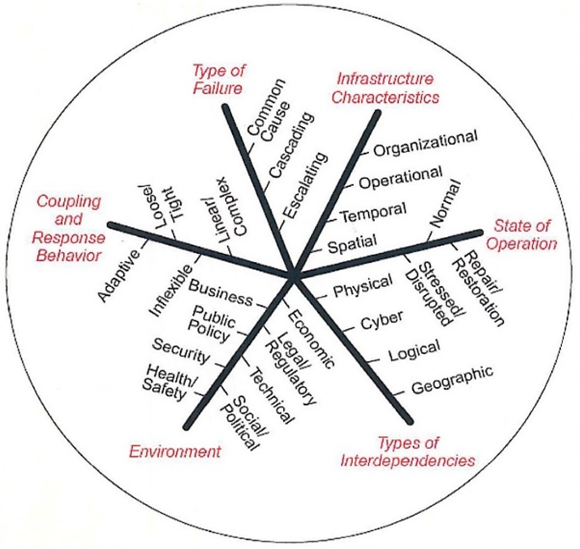 Type of
Failure
Common
Cause
Cascading
Escalating
Infrastructure
Characteristics
Organizational
Operational
Temporal
Spatial
State of
Operation
Normal
Repair/
Restoration
Stressed/
Disrupted
Physical
Cyber
Logical
Geographic
Types of
Interdependencies
Economic
Legal/
Regulatory
Technical
Social/
Political
Business
Public
Policy
Security
Health/
Safety
Environment
Coupling
and
Response
Behavior
Adaptive
Inflexible
Loose/
Tight
Linear/
Complex